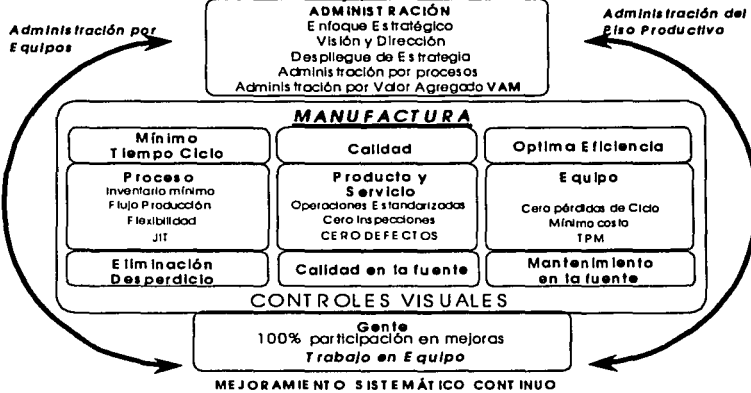 ADMINISTRACIÓN
Enfoque Estratégico
Visión y Dirección
Despliegue de Estrategia
Administración por procesos
Administración por Valor Agregado VAM
Administración por
Equipos
Administración del
Piso Productivo
MANUFACTURA
Mínimo
Tiempo Ciclo
Calidad
Optima Eficiencia
Proceso
Inventario mínimo
Flujo Producción
Flexibilidad
JIT
Producto y
Servicio
Operaciones Estandarizadas
Cero Inspecciones
CERO DEFECTOS
Equipo
Cero pérdidas de Ciclo
Mínimo costo
TPM
Eliminación
Desperdicio
Calidad en la fuente
Mantenimiento
en la fuente
CONTROLES VISUALES
Gente
100% participación en mejoras
Trabajo en Equipo
MEJORAMIENTO SISTEMÁTICO CONTINUO